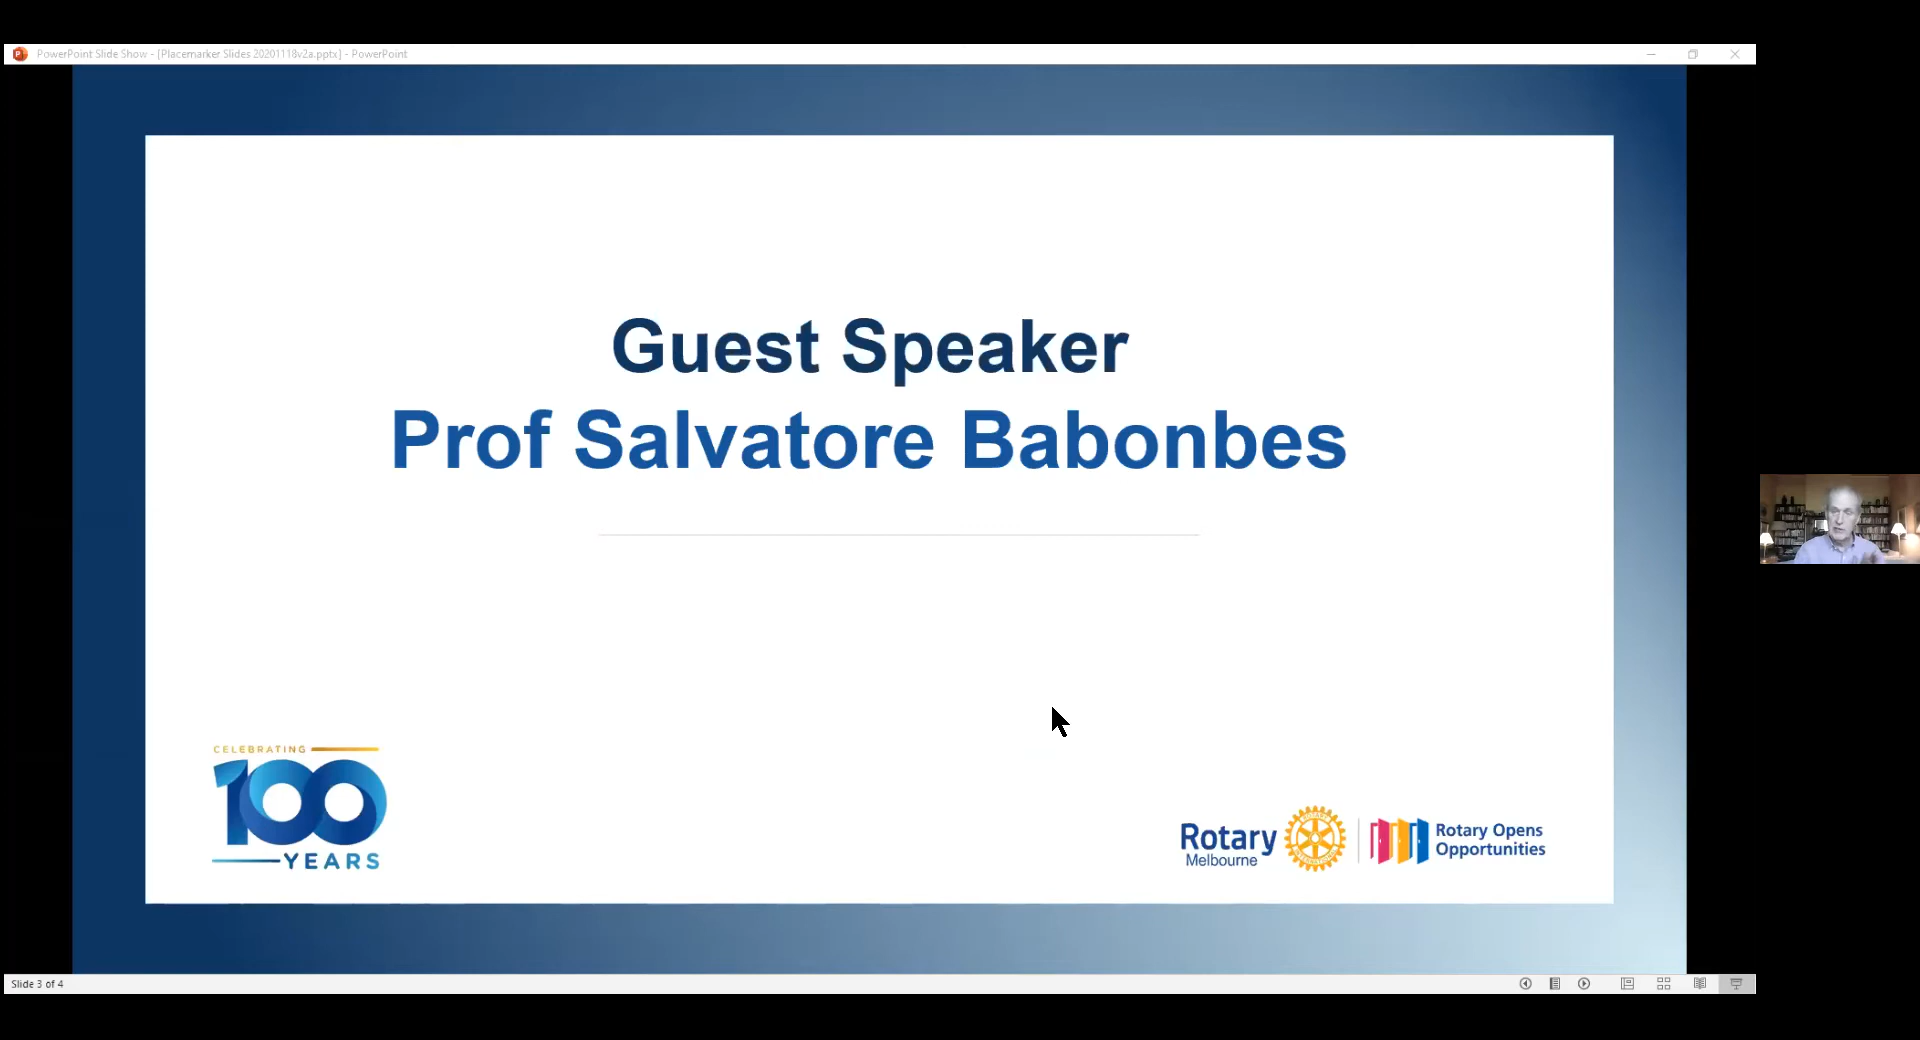 PowerPoint Slide Show - [Placemarker Slides 20201118v2a.pptx] - PowerPoint
Guest Speaker
Prof Salvatore Babonbes
CELEBRATING
100
YEARS
Rotary
Melbourne
Rotary Opens
Opportunities
Slide 3 of 4